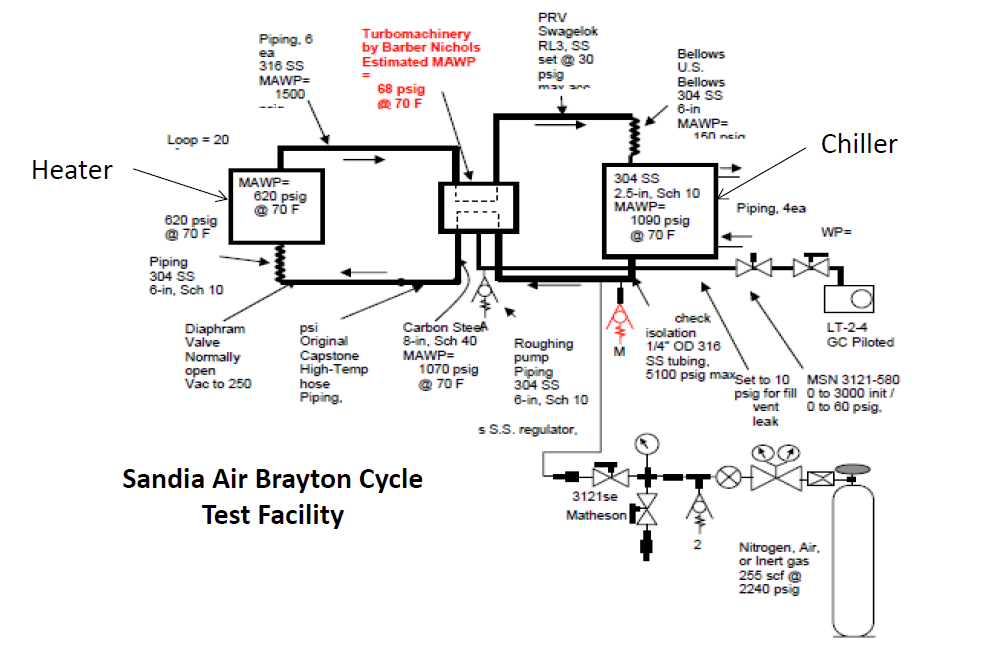 Piping, 6
ea
316 SS
MAWP=
1500
Turbomachinery
by Barber Nichols
Estimated MAWP
=
68 psig
@ 70 F
PRV
Swagelok
RL3, SS
set @ 30
psig
max acc
Bellows
U.S.
Bellows
304 SS
6-in
MAWP=
150 psig
Loop = 20
Heater
Chiller
MAWP=
620 psig
@ 70 F
304 SS
2.5-in, Sch 10
MAWP=
1090 psig
@ 70 F
620 psig
@ 70 F
Piping, 4ea
WP=
Piping
304 SS
6-in, Sch 10
Diaphram
Valve
Normally
open
Vac to 250
psi
Original
Capstone
High-Temp
hose
Piping,
Carbon Steel
8-in, Sch 40
MAWP=
1070 psig
@ 70 F
A
Roughing
pump
Piping
304 SS
6-in, Sch 10
M
check
isolation
1/4" OD 316
SS tubing,
5100 psig max
Set to 10
psig for fill
vent
leak
MSN 3121-580
0 to 3000 init /
0 to 60 psig,
LT-2-4
GC Piloted
s S.S. regulator,
Sandia Air Brayton Cycle
Test Facility
3121se
Matheson
2
Nitrogen, Air,
or Inert gas
255 scf @
2240 psig